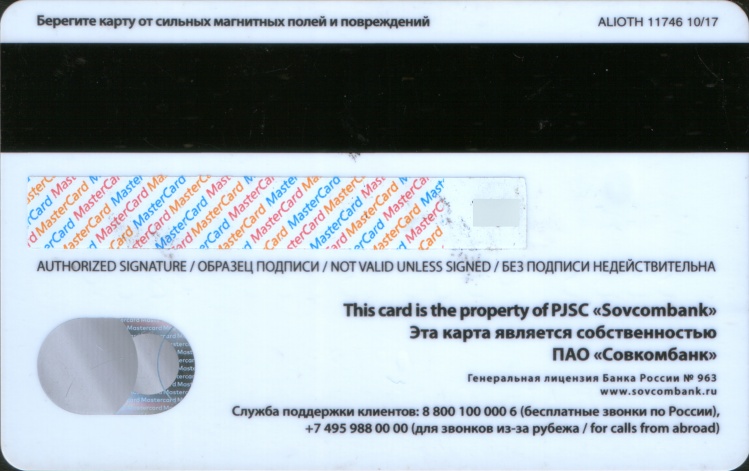 Берегите карту от сильных магнитных полей и повреждений
ALIOTH 11746 10/17
MasterCard MasterCard MasterCard
AUTHORIZED SIGNATURE / ОБРАЗЕЦ ПОДПИСИ / NOT VALID UNLESS SIGNED / БЕЗ ПОДПИСИ НЕДЕЙСТВИТЕЛЬНА
This card is the property of PJSC «Sovcombank»
Эта карта является собственностью
ПАО «Совкомбанк»
Генеральная лицензия Банка России № 963
www.sovcombank.ru
Служба поддержки клиентов: 8 800 100 000 6 (бесплатные звонки по России),
+7 495 988 00 00 (для звонков из-за рубежа / for calls from abroad)